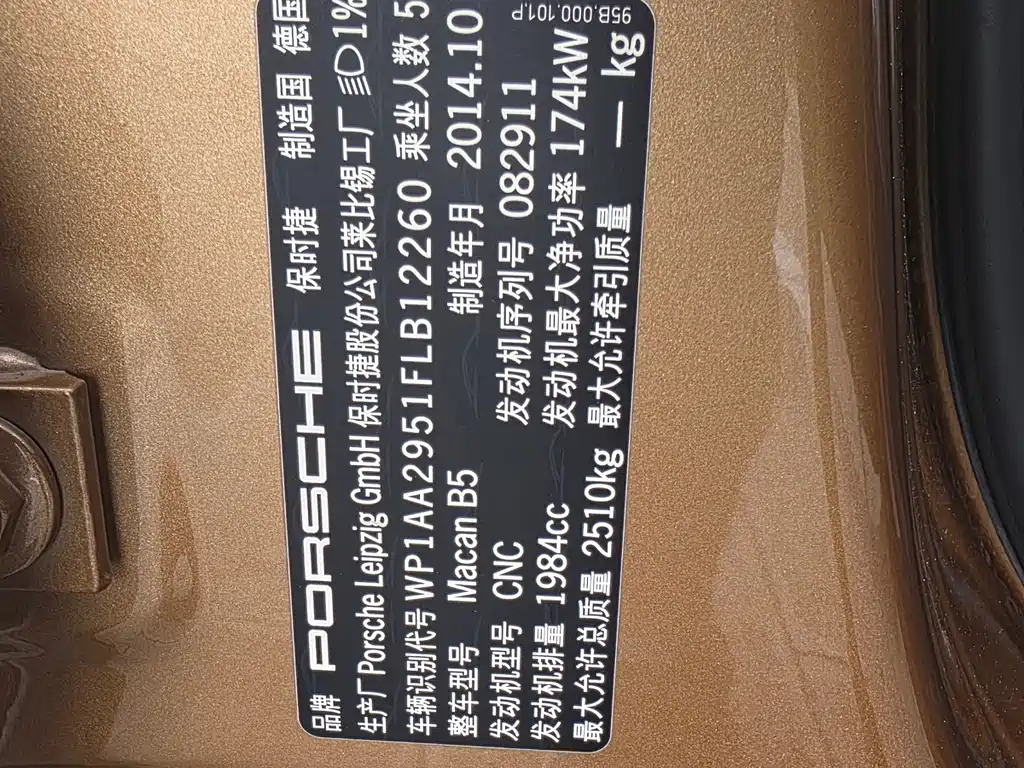 95B.000.101.P
品牌 PORSCHE 保时捷 制造国 德国
生产厂 Porsche Leipzig GmbH 保时捷股份公司莱比锡工厂 1%
车辆识别代号 WP1AA2951FLB12260 乘坐人数 5
整车型号 Macan B5 制造年月 2014.10
发动机型号 CNC 发动机序列号 082911
发动机排量 1984cc 发动机最大净功率 174kW
最大允许总质量 2510kg 最大允许牵引质量 — kg